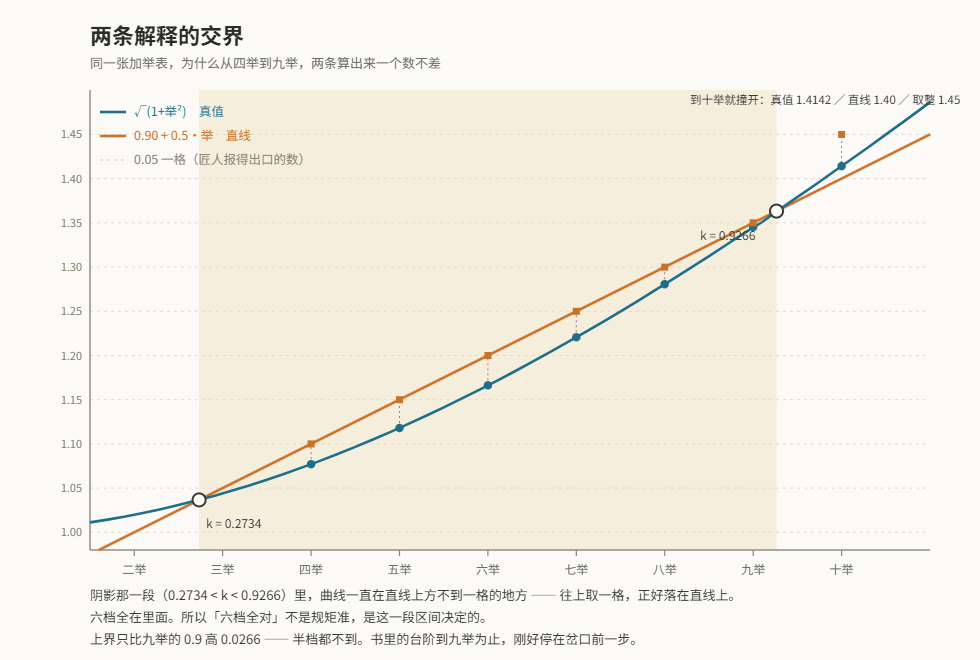 两条解释的交界
同一张加举表，为什么从四举到九举，两条算出来一个数不差
到十举就撞开：真值 1.4142 ／ 直线 1.40 ／ 取整 1.45
√(1+举²)　真值
0.90 + 0.5・举　直线
0.05 一格（匠人报得出口的数）
1.45
1.40
1.35
1.30
1.25
1.20
1.15
1.10
1.05
1.00
k = 0.9266
k = 0.2734
二举
三举
四举
五举
六举
七举
八举
九举
十举
阴影那一段（0.2734 < k < 0.9266）里，曲线一直在直线上方不到一格的地方 —— 往上取一格，正好落在直线上。
六档全在里面。所以「六档全对」不是规矩准，是这一段区间决定的。
上界只比九举的 0.9 高 0.0266 —— 半档都不到。书里的台阶到九举为止，刚好停在岔口前一步。